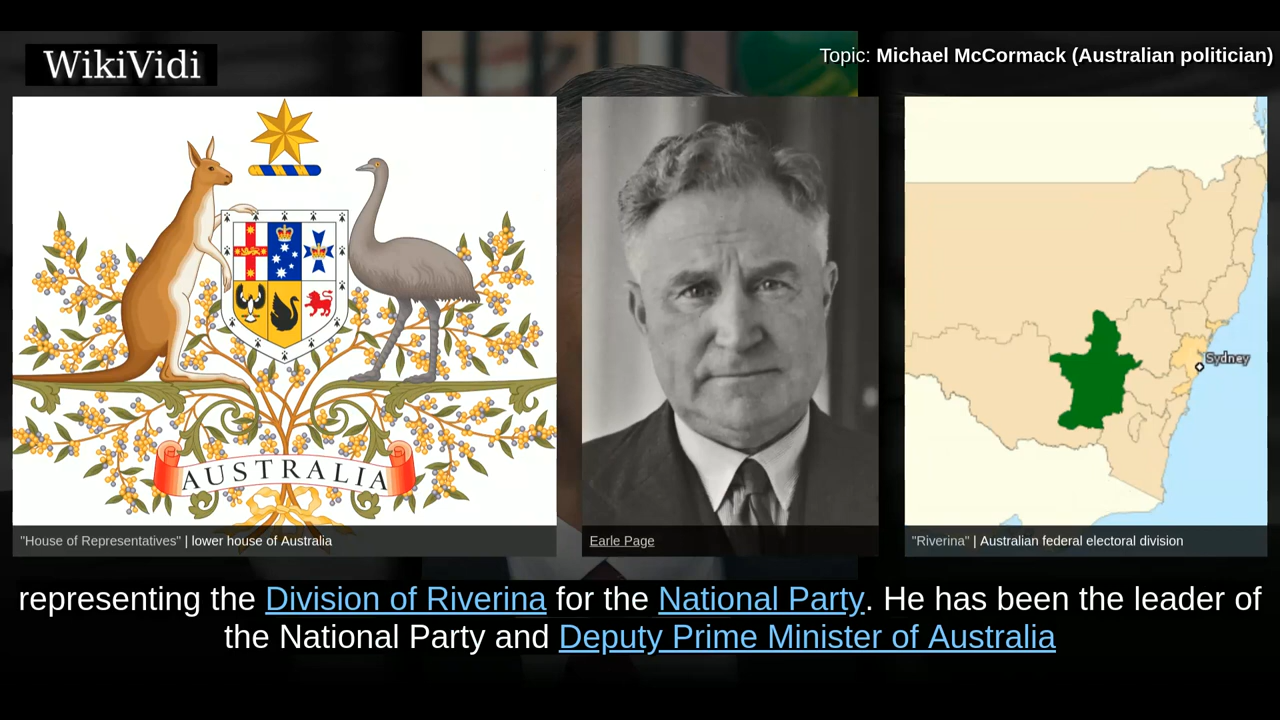 WikiVidi
Topic: Michael McCormack (Australian politician)
AUSTRALIA
Sydney
"House of Representatives" | lower house of Australia
Earle Page
"Riverina" | Australian federal electoral division
representing the Division of Riverina for the National Party. He has been the leader of
the National Party and Deputy Prime Minister of Australia